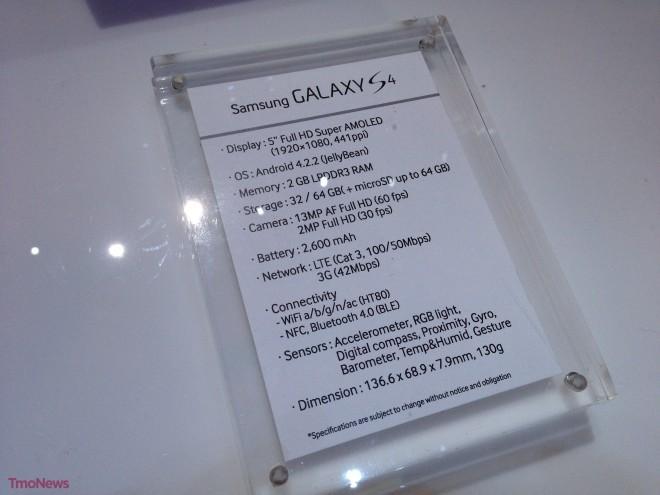 Samsung GALAXY S4
· Display : 5" Full HD Super AMOLED
(1920×1080, 441ppi)
· OS : Android 4.2.2 (JellyBean)
· Memory : 2 GB LPDDR3 RAM
· Storage : 32 / 64 GB( + microSD up to 64 GB)
· Camera : 13MP AF Full HD (60 fps)
2MP Full HD (30 fps)
· Battery : 2,600 mAh
· Network : LTE (Cat 3, 100/50Mbps)
3G (42Mbps)
· Connectivity
- WiFi a/b/g/n/ac (HT80)
- NFC, Bluetooth 4.0 (BLE)
· Sensors : Accelerometer, RGB light,
Digital compass, Proximity, Gyro,
Barometer, Temp&Humid, Gesture
· Dimension : 136.6 x 68.9 x 7.9mm, 130g
*Specifications are subject to change without notice and obligation
TmoNews